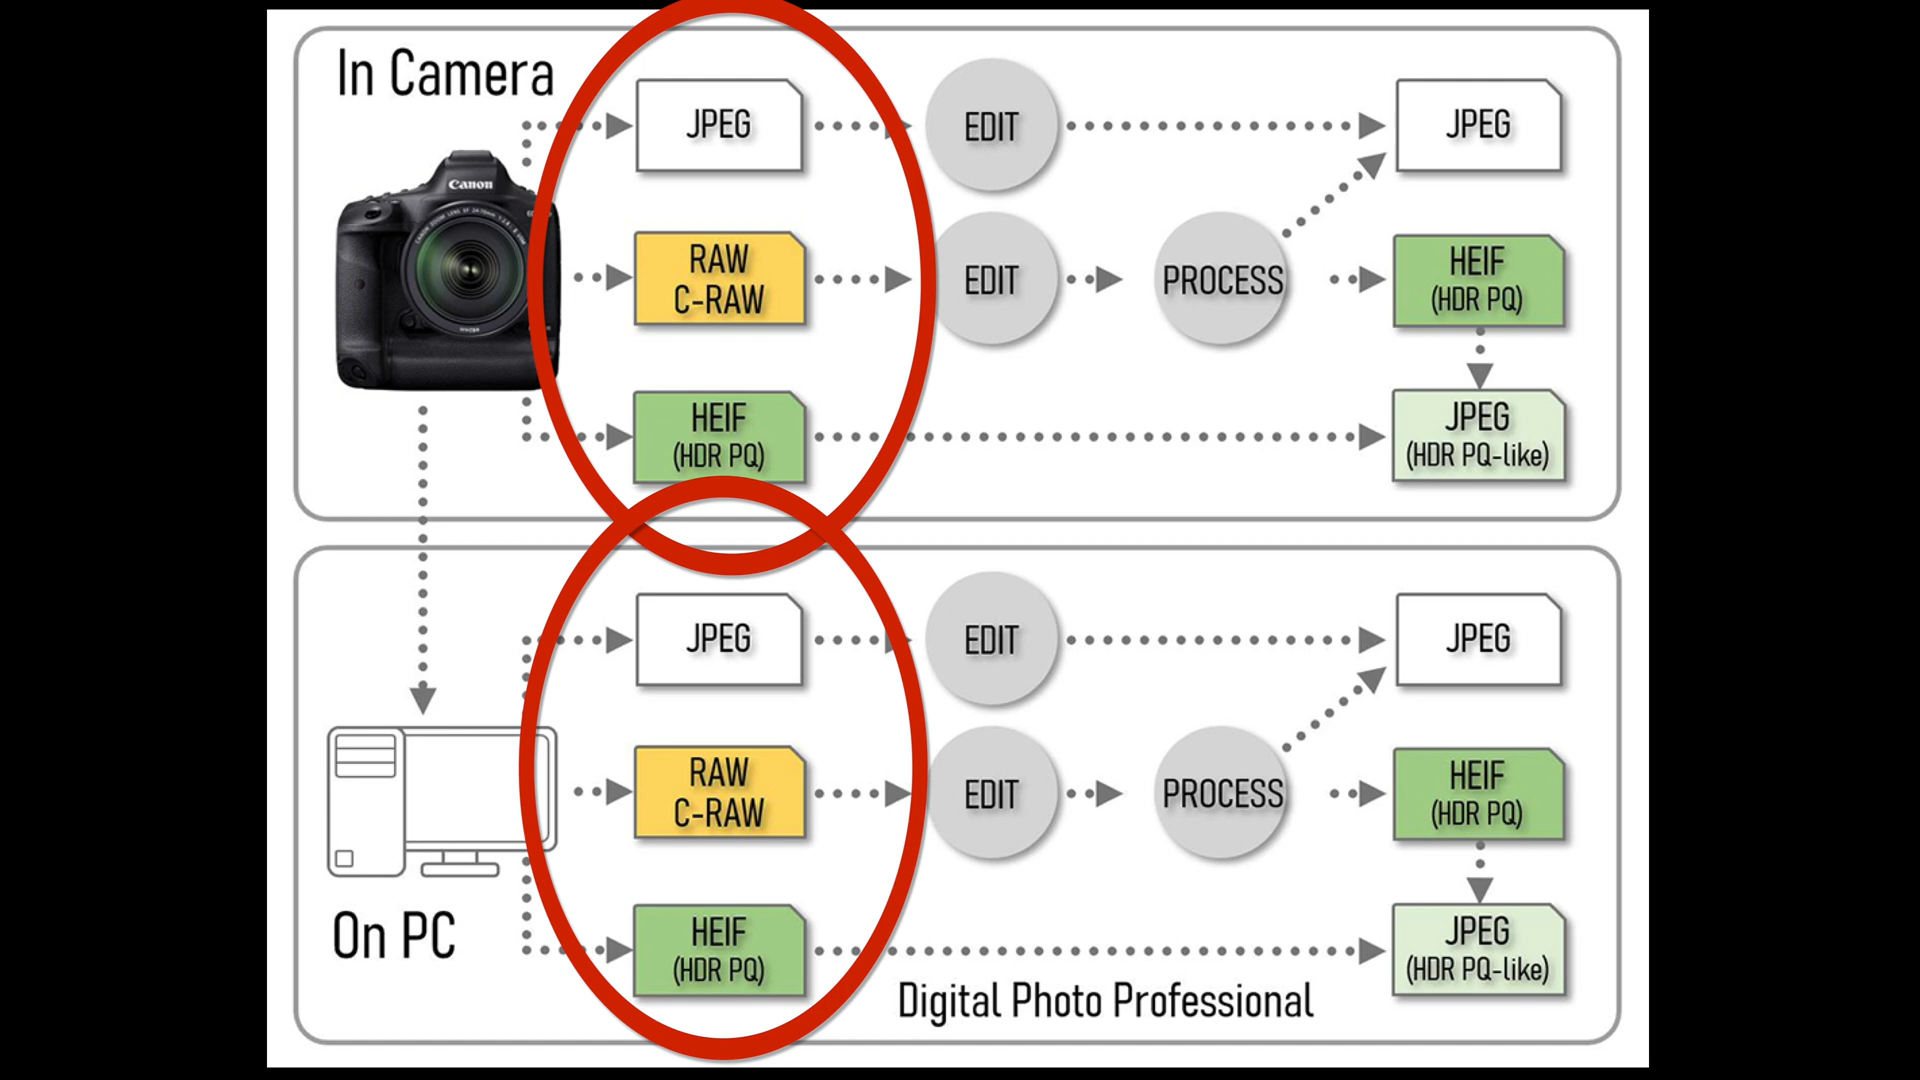 In Camera
JPEG
EDIT
JPEG
Canon
RAW
C-RAW
EDIT
PROCESS
HEIF
(HDR PQ)
HEIF
(HDR PQ)
JPEG
(HDR PQ-like)
JPEG
EDIT
JPEG
RAW
C-RAW
EDIT
PROCESS
HEIF
(HDR PQ)
On PC
HEIF
(HDR PQ)
JPEG
(HDR PQ-like)
Digital Photo Professional